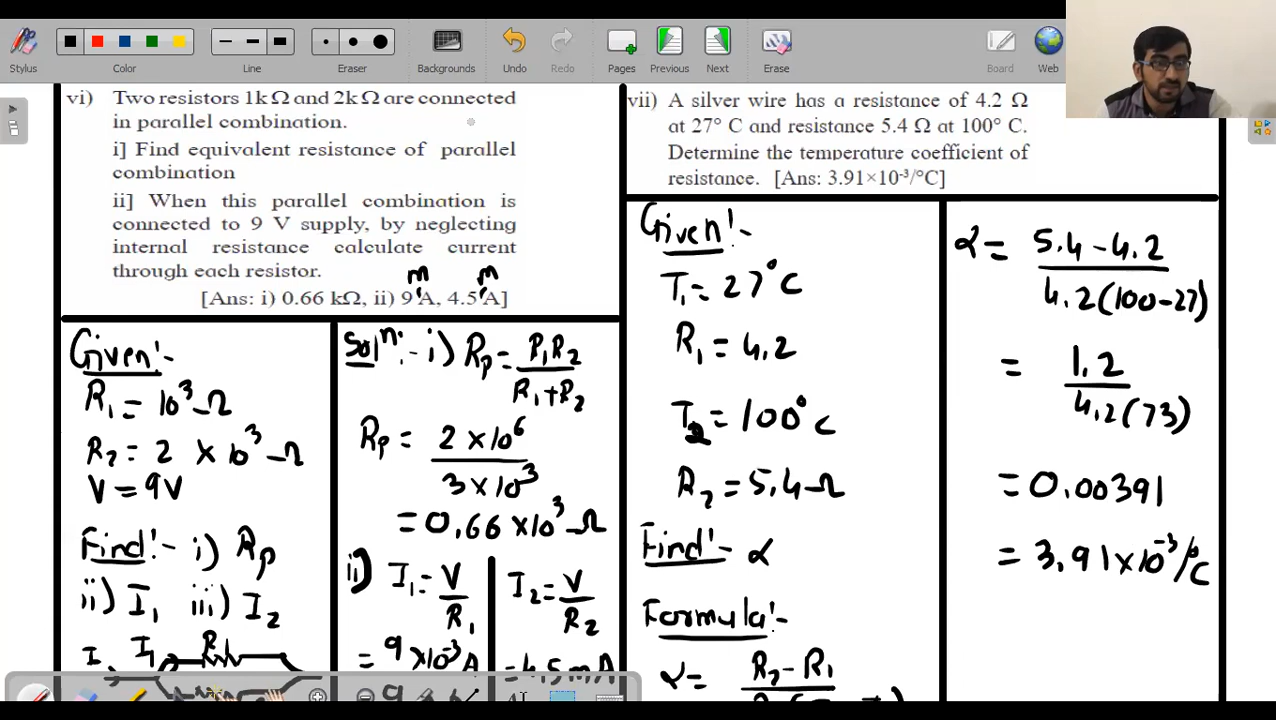 Stylus
Color
Line
Eraser
Backgrounds
Undo
Redo
Pages
Previous
Next
Erase
Board
Web
vi) Two resistors 1k Ω and 2k Ω are connected
in parallel combination.
i] Find equivalent resistance of parallel
combination
ii] When this parallel combination is
connected to 9 V supply, by neglecting
internal resistance calculate current
through each resistor.
m m
[Ans: i) 0.66 kΩ, ii) 9 A, 4.5 A]
Given:-
R₁ = 10³ Ω
R₂ = 2 × 10³ Ω
V = 9V
Find:- i) Rp
ii) I₁ iii) I₂
I I₁ R₁
Solⁿ:- i) Rp = R₁R₂ / R₁+R₂
Rp = 2 × 10⁶ / 3 × 10³
= 0.66 × 10³ Ω
ii) I₁ = V / R₁
= 9 × 10⁻³ A
9
I₂ = V / R₂
= 4.5 mA
vii) A silver wire has a resistance of 4.2 Ω
at 27° C and resistance 5.4 Ω at 100° C.
Determine the temperature coefficient of
resistance. [Ans: 3.91×10⁻³/°C]
Given:-
T₁ = 27°C
R₁ = 4.2
T₂ = 100°C
R₂ = 5.4 Ω
Find:- α
Formula:-
α = R₂ - R₁
α = 5.4 - 4.2 / 4.2(100-27)
= 1.2 / 4.2(73)
= 0.00391
= 3.91 × 10⁻³/°C